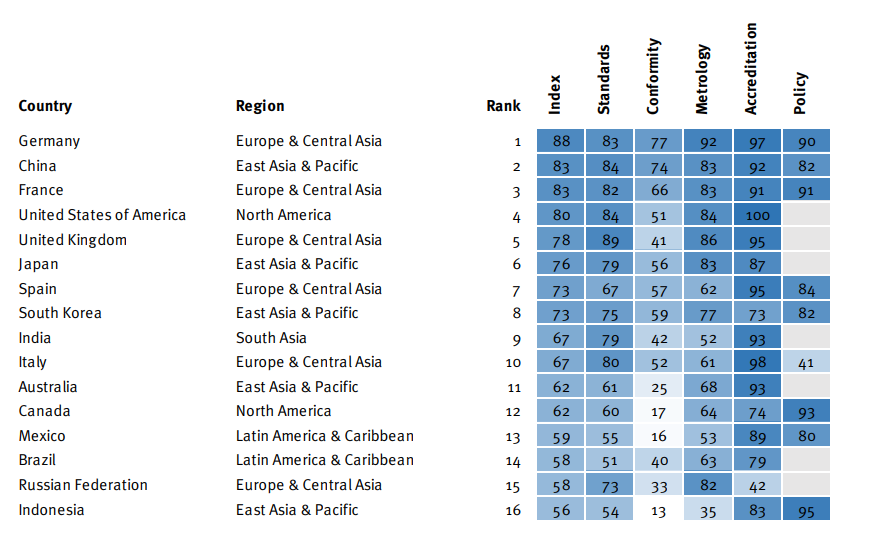 Country Region Rank Index Standards Conformity Metrology Accreditation Policy
Germany Europe & Central Asia 1 88 83 77 92 97 90
China East Asia & Pacific 2 83 84 74 83 92 82
France Europe & Central Asia 3 83 82 66 83 91 91
United States of America North America 4 80 84 51 84 100
United Kingdom Europe & Central Asia 5 78 89 41 86 95
Japan East Asia & Pacific 6 76 79 56 83 87
Spain Europe & Central Asia 7 73 67 57 62 95 84
South Korea East Asia & Pacific 8 73 75 59 77 73 82
India South Asia 9 67 79 42 52 93
Italy Europe & Central Asia 10 67 80 52 61 98 41
Australia East Asia & Pacific 11 62 61 25 68 93
Canada North America 12 62 60 17 64 74 93
Mexico Latin America & Caribbean 13 59 55 16 53 89 80
Brazil Latin America & Caribbean 14 58 51 40 63 79
Russian Federation Europe & Central Asia 15 58 73 33 82 42
Indonesia East Asia & Pacific 16 56 54 13 35 83 95